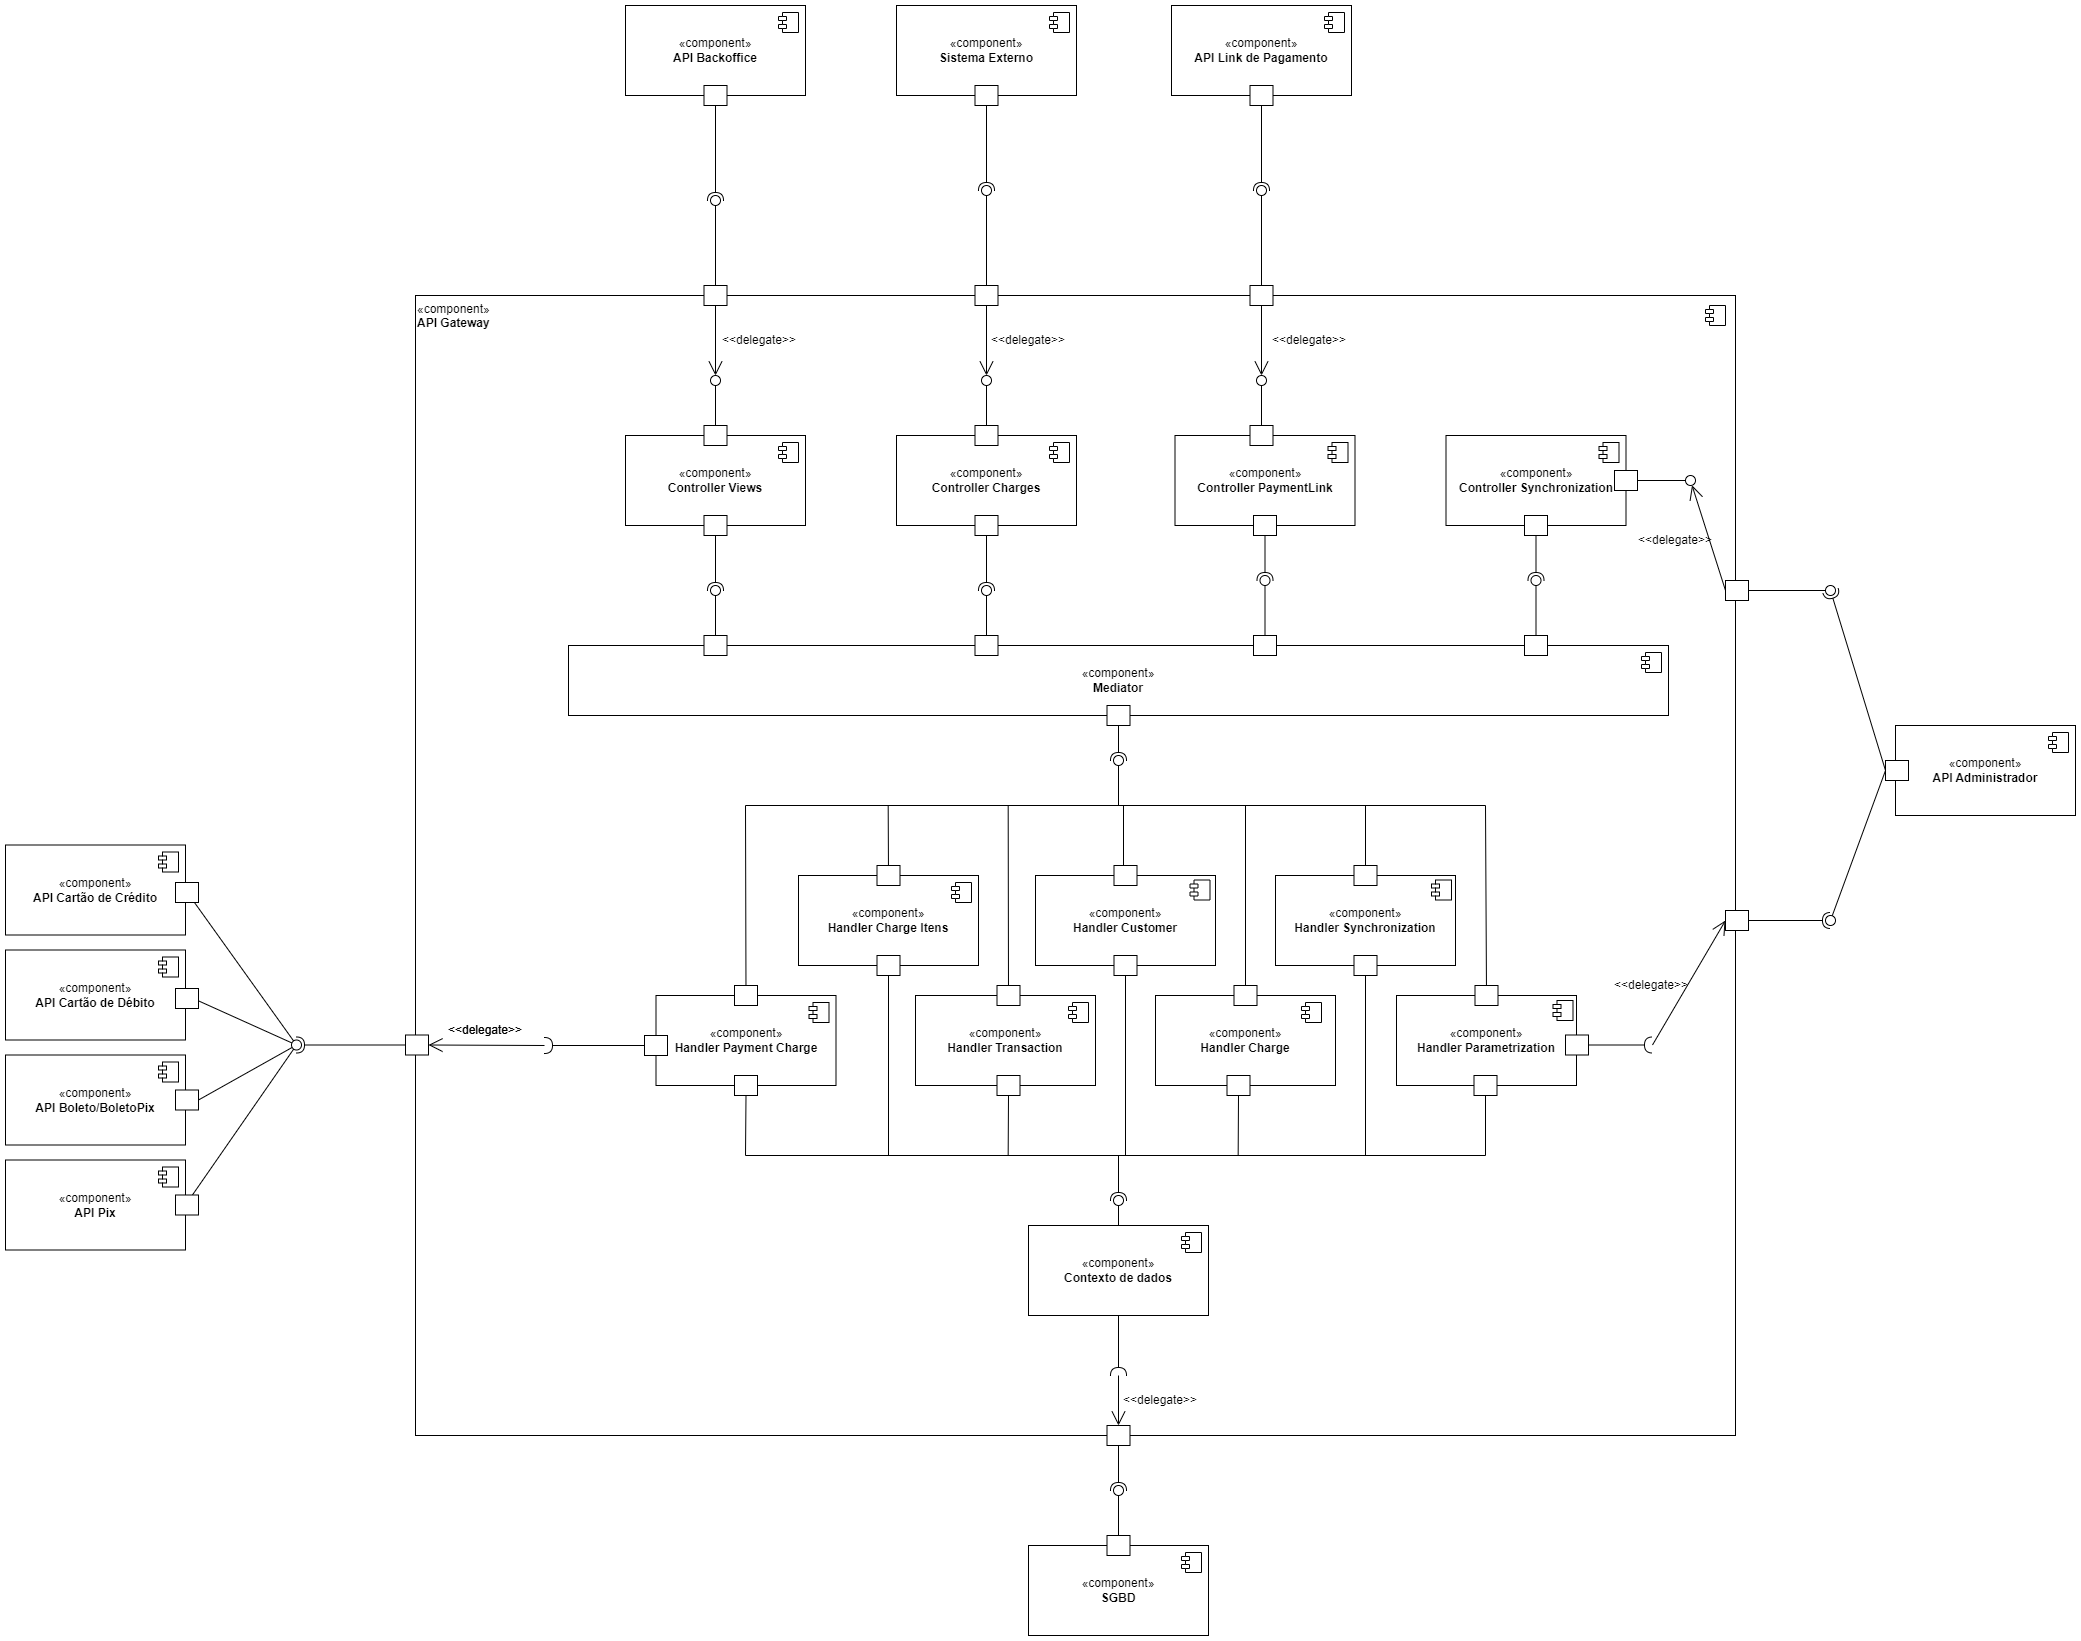 «component»
API Backoffice
«component»
Sistema Externo
«component»
API Link de Pagamento
«component»
API Gateway
<<delegate>>
<<delegate>>
<<delegate>>
«component»
Controller Views
«component»
Controller Charges
«component»
Controller PaymentLink
«component»
Controller Synchronization
<<delegate>>
«component»
Mediator
«component»
API Administrador
«component»
API Cartão de Crédito
«component»
Handler Charge Itens
«component»
Handler Customer
«component»
Handler Synchronization
<<delegate>>
«component»
API Cartão de Débito
<<delegate>>
«component»
Handler Payment Charge
«component»
Handler Transaction
«component»
Handler Charge
«component»
Handler Parametrization
«component»
API Boleto/BoletoPix
«component»
API Pix
«component»
Contexto de dados
<<delegate>>
«component»
SGBD